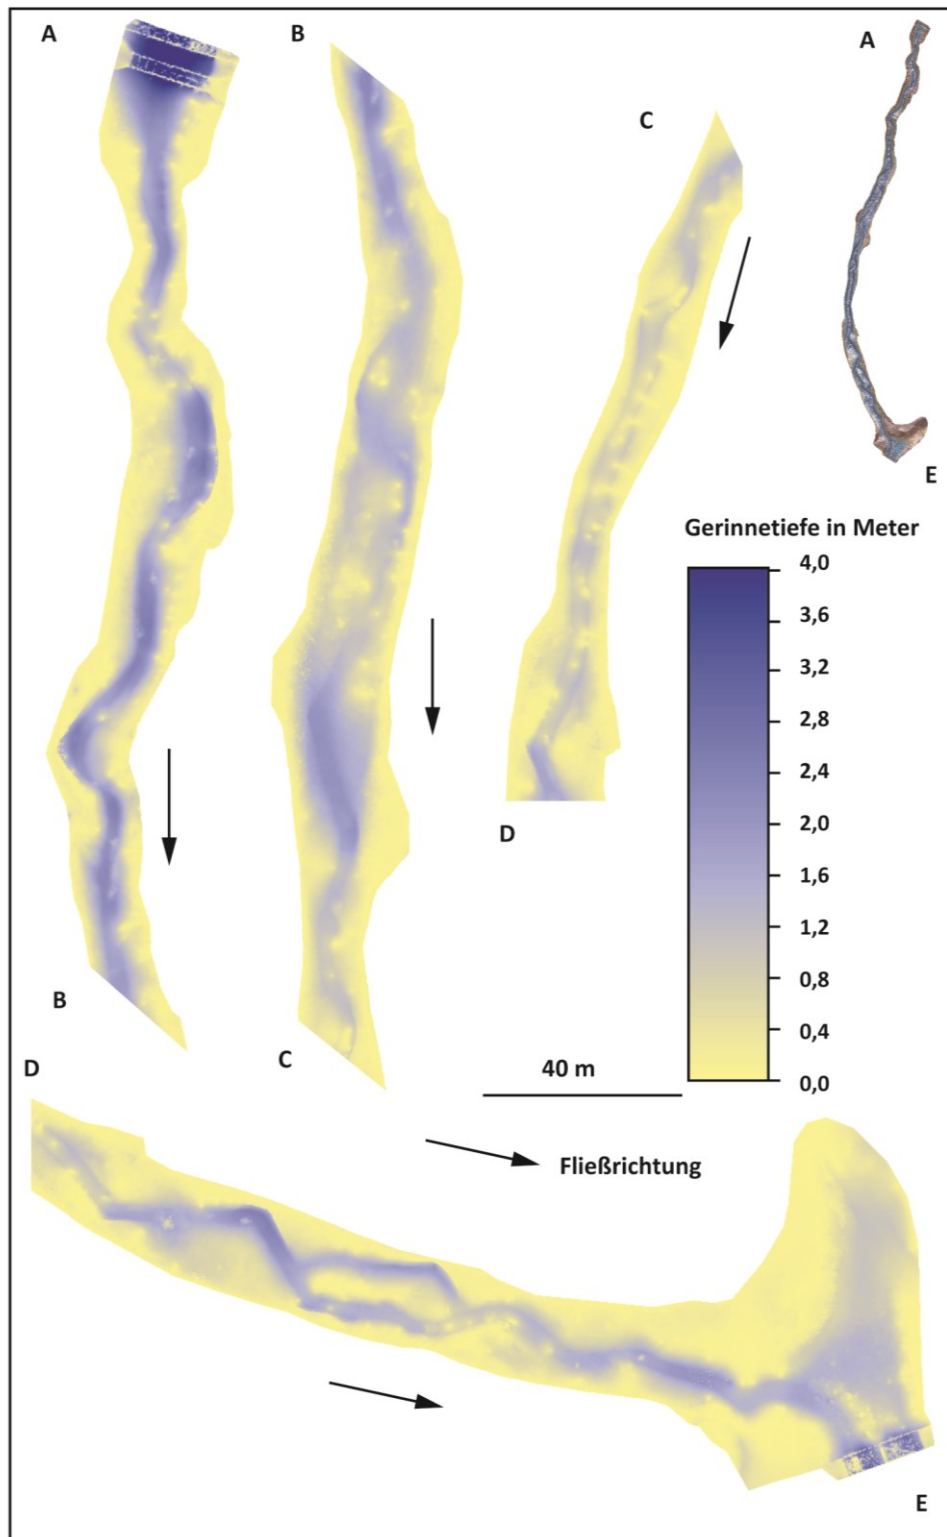 A
B
A
C
E
Gerinnetiefe in Meter
4,0
3,6
3,2
2,8
2,4
2,0
1,6
1,2
0,8
0,4
0,0
D
B
C
D
40 m
Fließrichtung
E